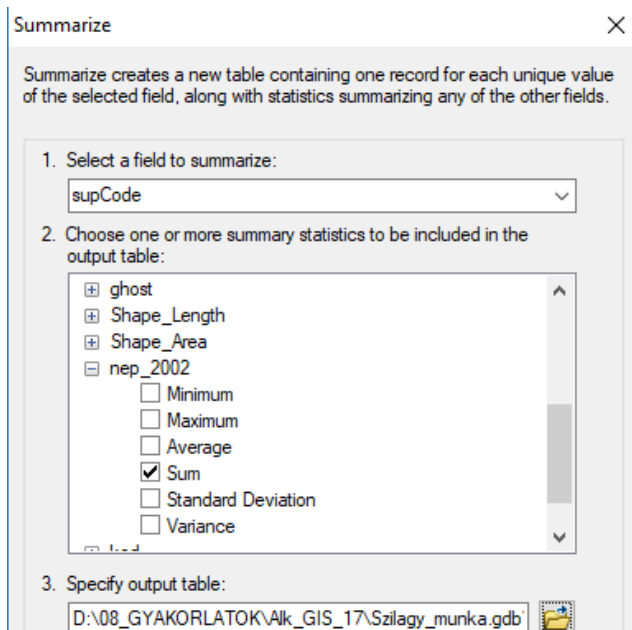 Summarize
Summarize creates a new table containing one record for each unique value
of the selected field, along with statistics summarizing any of the other fields.
1. Select a field to summarize:
supCode
2. Choose one or more summary statistics to be included in the
output table:
ghost
Shape_Length
Shape_Area
nep_2002
Minimum
Maximum
Average
Sum
Standard Deviation
Variance
3. Specify output table:
D:\08_GYAKORLATOK\Alk_GIS_17\Szilagy_munka.gdb